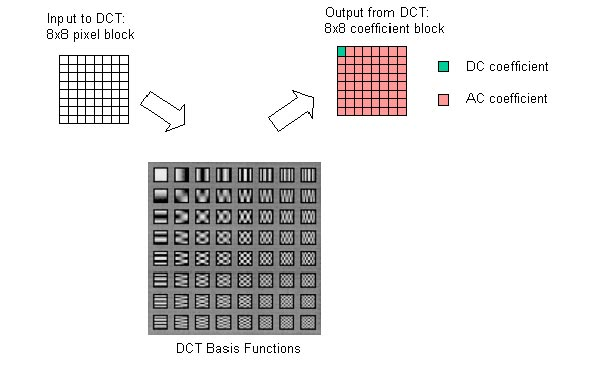 Input to DCT:
8x8 pixel block
Output from DCT:
8x8 coefficient block
DC coefficient
AC coefficient
DCT Basis Functions